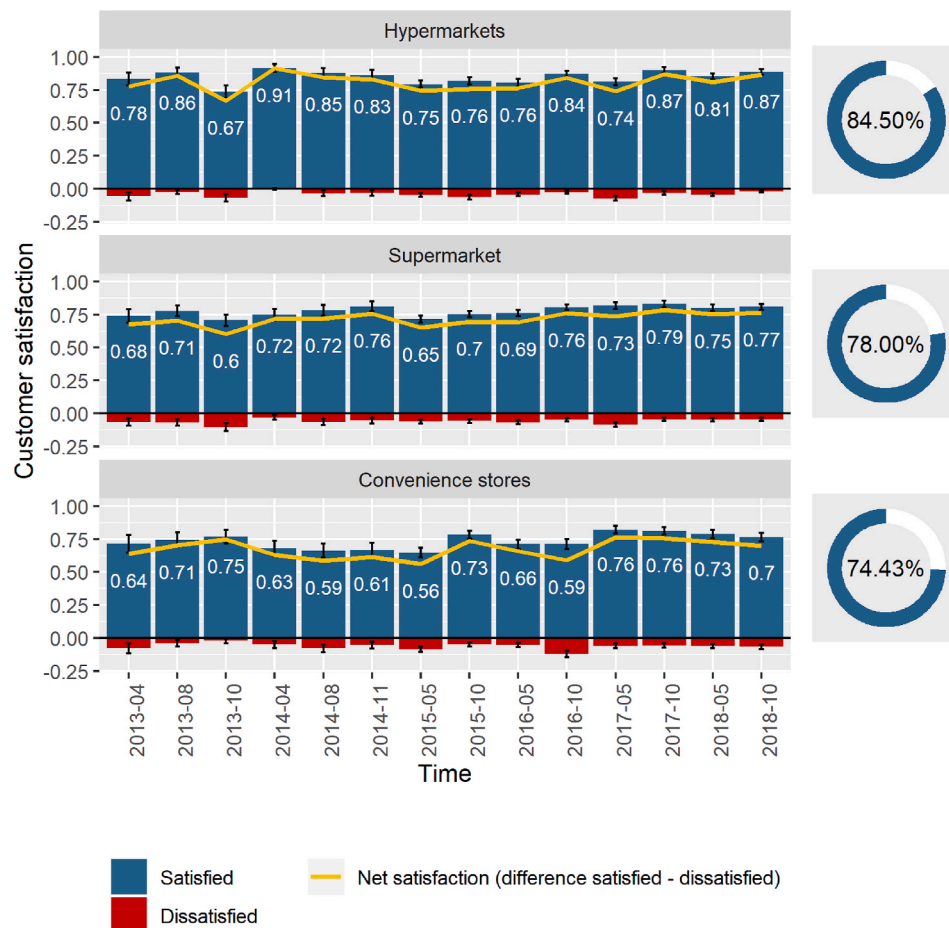 Hypermarkets
1.00
0.75
0.50
0.25
0.00
-0.25
0.78 0.86 0.67 0.91 0.85 0.83 0.75 0.76 0.76 0.84 0.74 0.87 0.81 0.87
84.50%
Customer satisfaction
Supermarket
1.00
0.75
0.50
0.25
0.00
-0.25
0.68 0.71 0.6 0.72 0.72 0.76 0.65 0.7 0.69 0.76 0.73 0.79 0.75 0.77
78.00%
Convenience stores
1.00
0.75
0.50
0.25
0.00
-0.25
0.64 0.71 0.75 0.63 0.59 0.61 0.56 0.73 0.66 0.59 0.76 0.76 0.73 0.7
74.43%
2013-04 2013-08 2013-10 2014-04 2014-08 2014-11 2015-05 2015-10 2016-05 2016-10 2017-05 2017-10 2018-05 2018-10
Time
Satisfied
Dissatisfied
Net satisfaction (difference satisfied - dissatisfied)